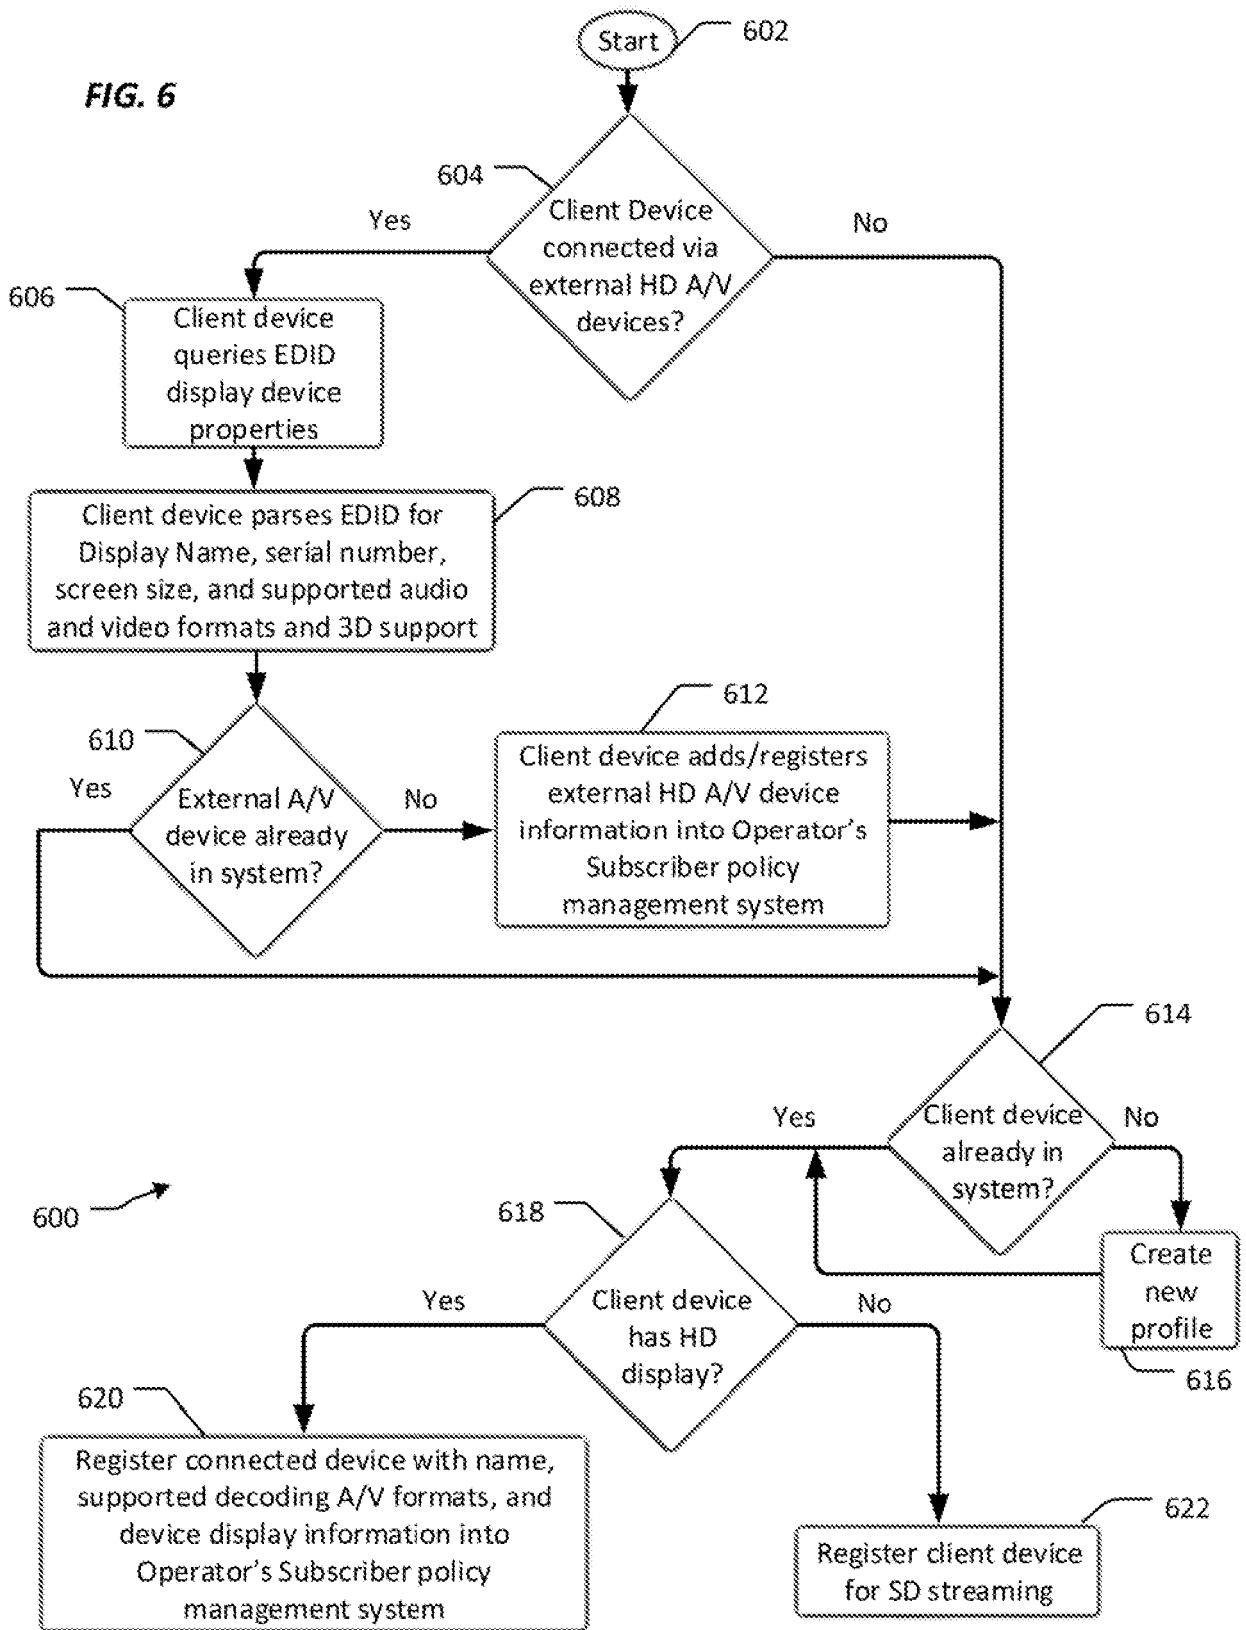 Start
602
FIG. 6
604
Client Device
connected via
external HD A/V
devices?
Yes
No
606
Client device
queries EDID
display device
properties
608
Client device parses EDID for
Display Name, serial number,
screen size, and supported audio
and video formats and 3D support
610
External A/V
device already
in system?
Yes
No
612
Client device adds/registers
external HD A/V device
information into Operator's
Subscriber policy
management system
614
Client device
already in
system?
Yes
No
616
Create
new
profile
600
618
Client device
has HD
display?
Yes
No
620
Register connected device with name,
supported decoding A/V formats, and
device display information into
Operator's Subscriber policy
management system
622
Register client device
for SD streaming